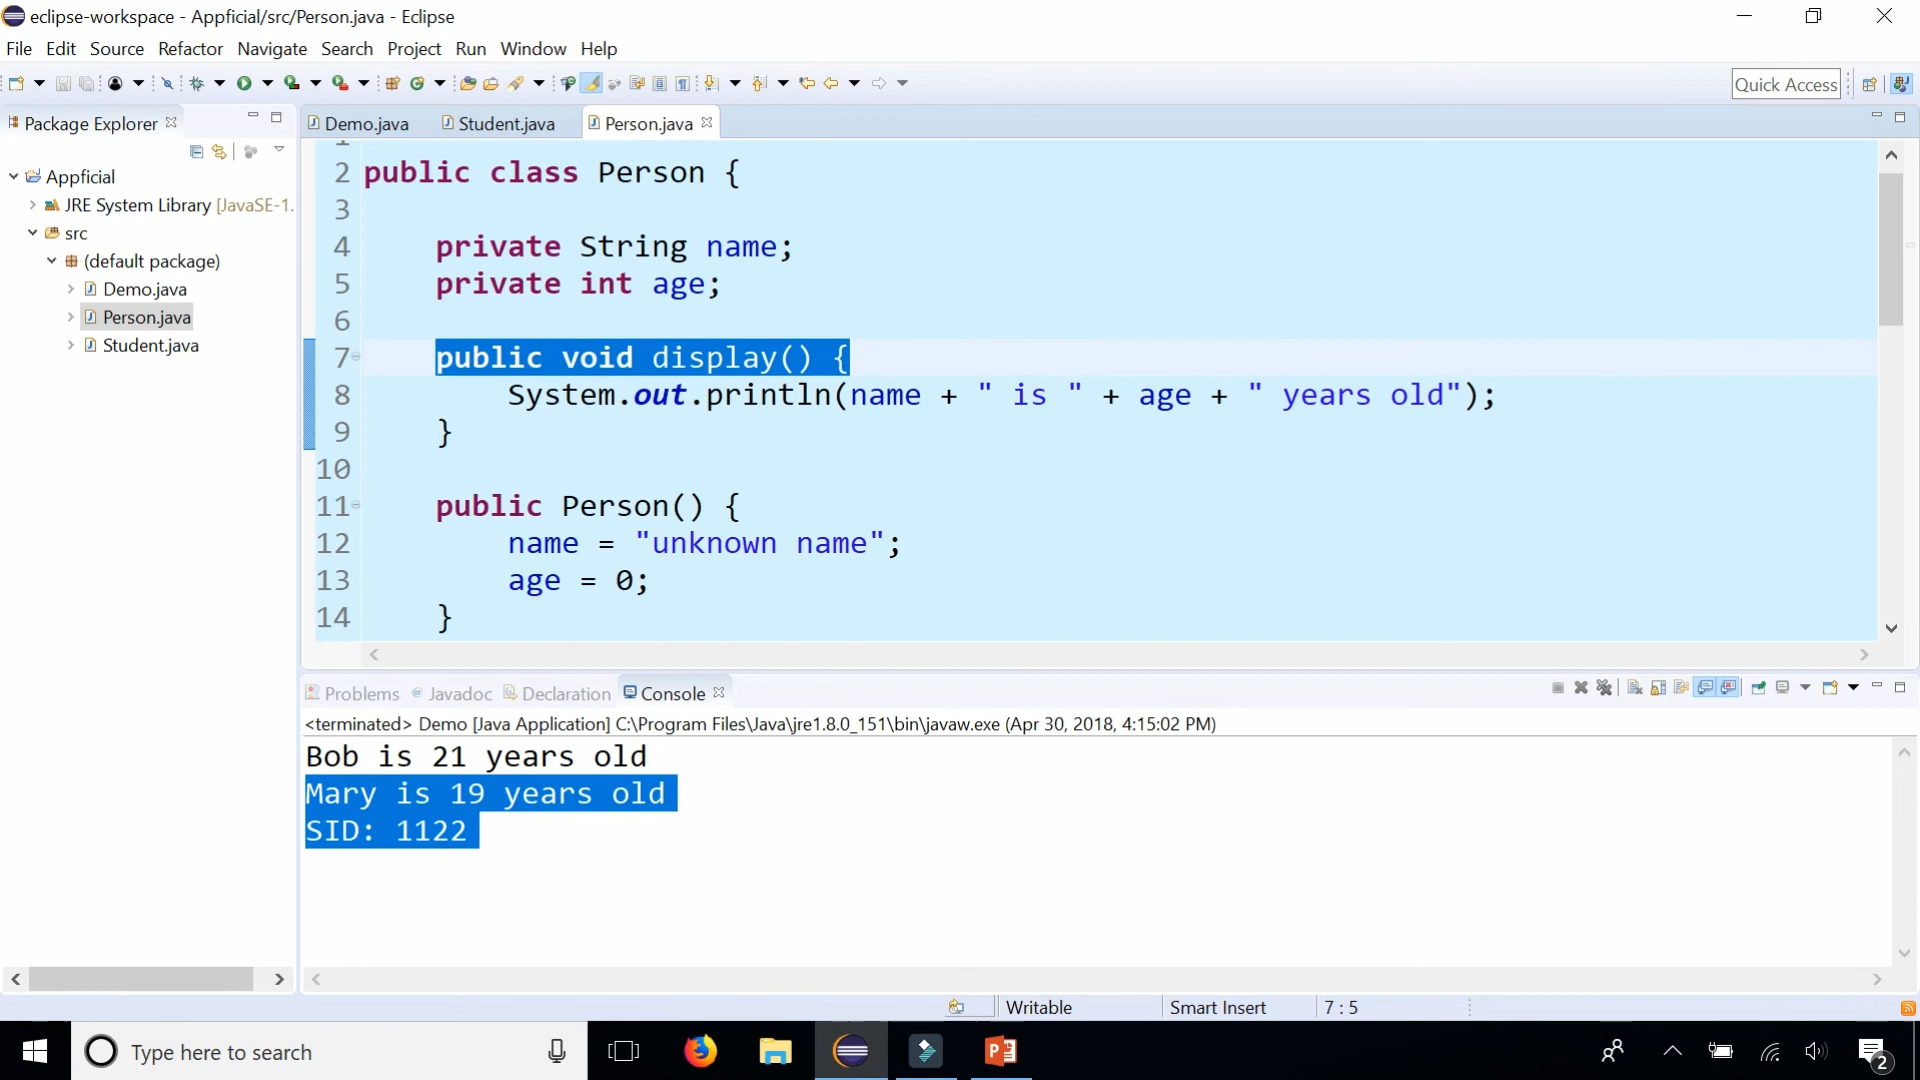 eclipse-workspace - Appficial/src/Person.java - Eclipse
File Edit Source Refactor Navigate Search Project Run Window Help
Quick Access
Package Explorer
Appficial
JRE System Library [JavaSE-1.
src
(default package)
Demo.java
Person.java
Student.java
Demo.java Student.java Person.java
2 public class Person {
3
4 private String name;
5 private int age;
6
7 public void display() {
8 System.out.println(name + " is " + age + " years old");
9 }
10
11 public Person() {
12 name = "unknown name";
13 age = 0;
14 }
Problems Javadoc Declaration Console
<terminated> Demo [Java Application] C:\Program Files\Java\jre1.8.0_151\bin\javaw.exe (Apr 30, 2018, 4:15:02 PM)
Bob is 21 years old
Mary is 19 years old
SID: 1122
Writable Smart Insert 7 : 5
Type here to search
2